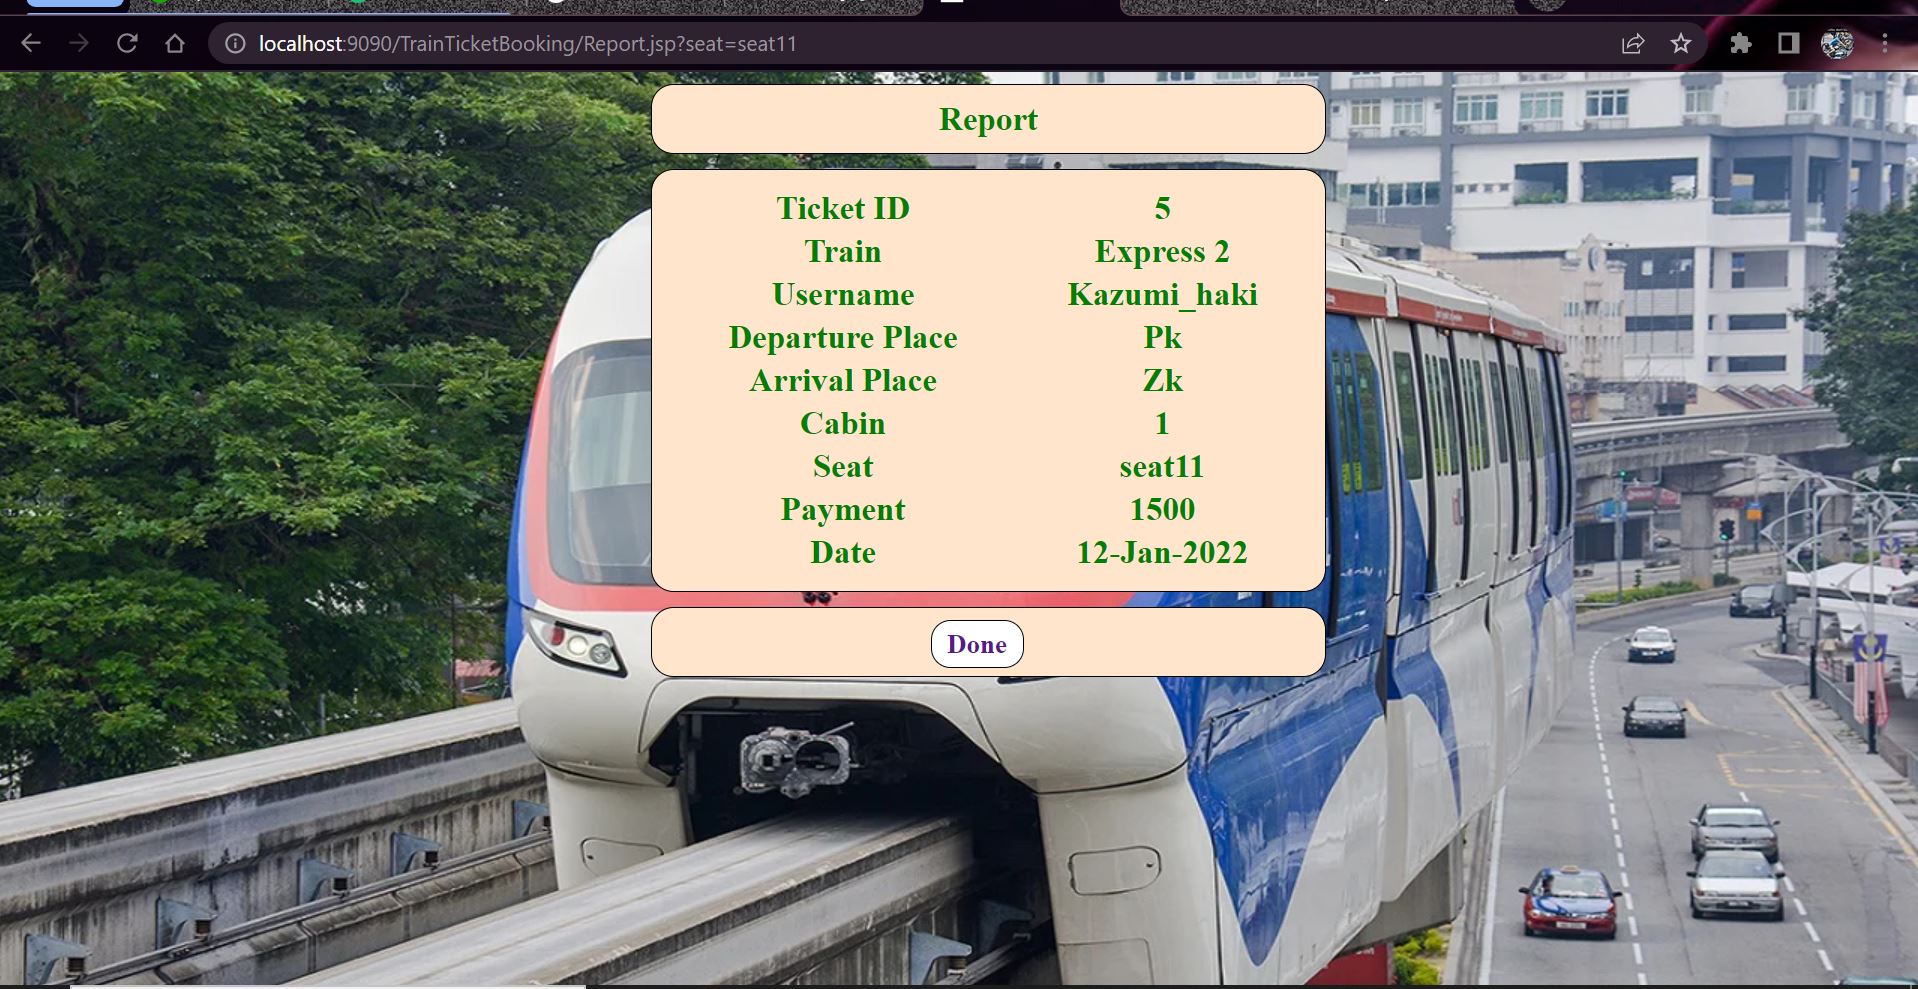 localhost:9090/TrainTicketBooking/Report.jsp?seat=seat11
Report
Ticket ID 5
Train Express 2
Username Kazumi_haki
Departure Place Pk
Arrival Place Zk
Cabin 1
Seat seat11
Payment 1500
Date 12-Jan-2022
Done